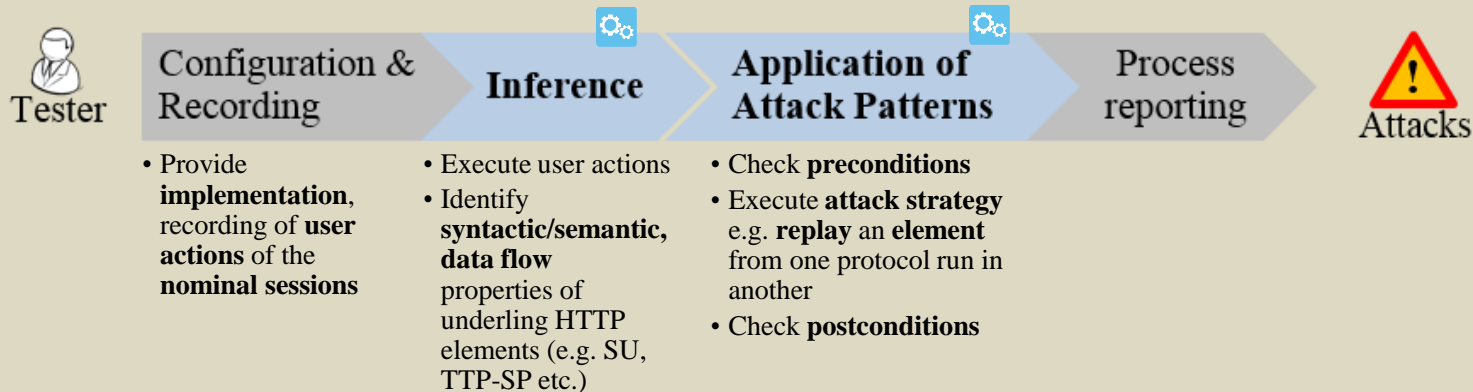 Tester
Configuration &
Recording
Inference
Application of
Attack Patterns
Process
reporting
!
Attacks
• Provide
implementation,
recording of user
actions of the
nominal sessions
• Execute user actions
• Identify
syntactic/semantic,
data flow
properties of
underling HTTP
elements (e.g. SU,
TTP-SP etc.)
• Check preconditions
• Execute attack strategy
e.g. replay an element
from one protocol run in
another
• Check postconditions